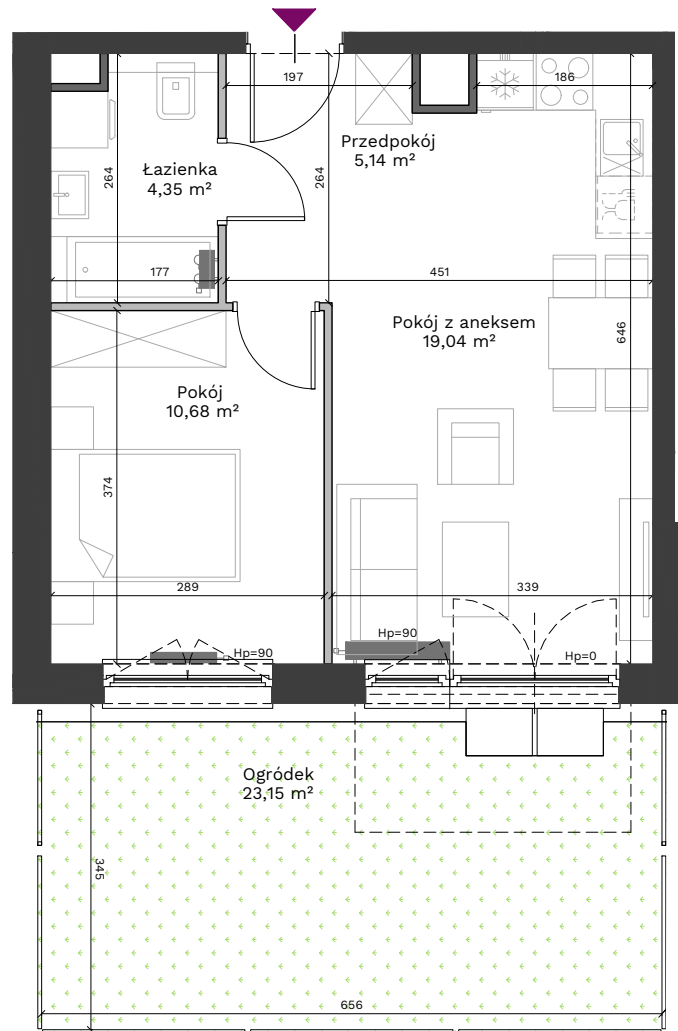 197
186
Przedpokój
5,14 m²
Łazienka
4,35 m²
264
264
177
451
Pokój z aneksem
19,04 m²
646
Pokój
10,68 m²
374
289
339
Hp=90
Hp=90
Hp=0
Ogródek
23,15 m²
345
656